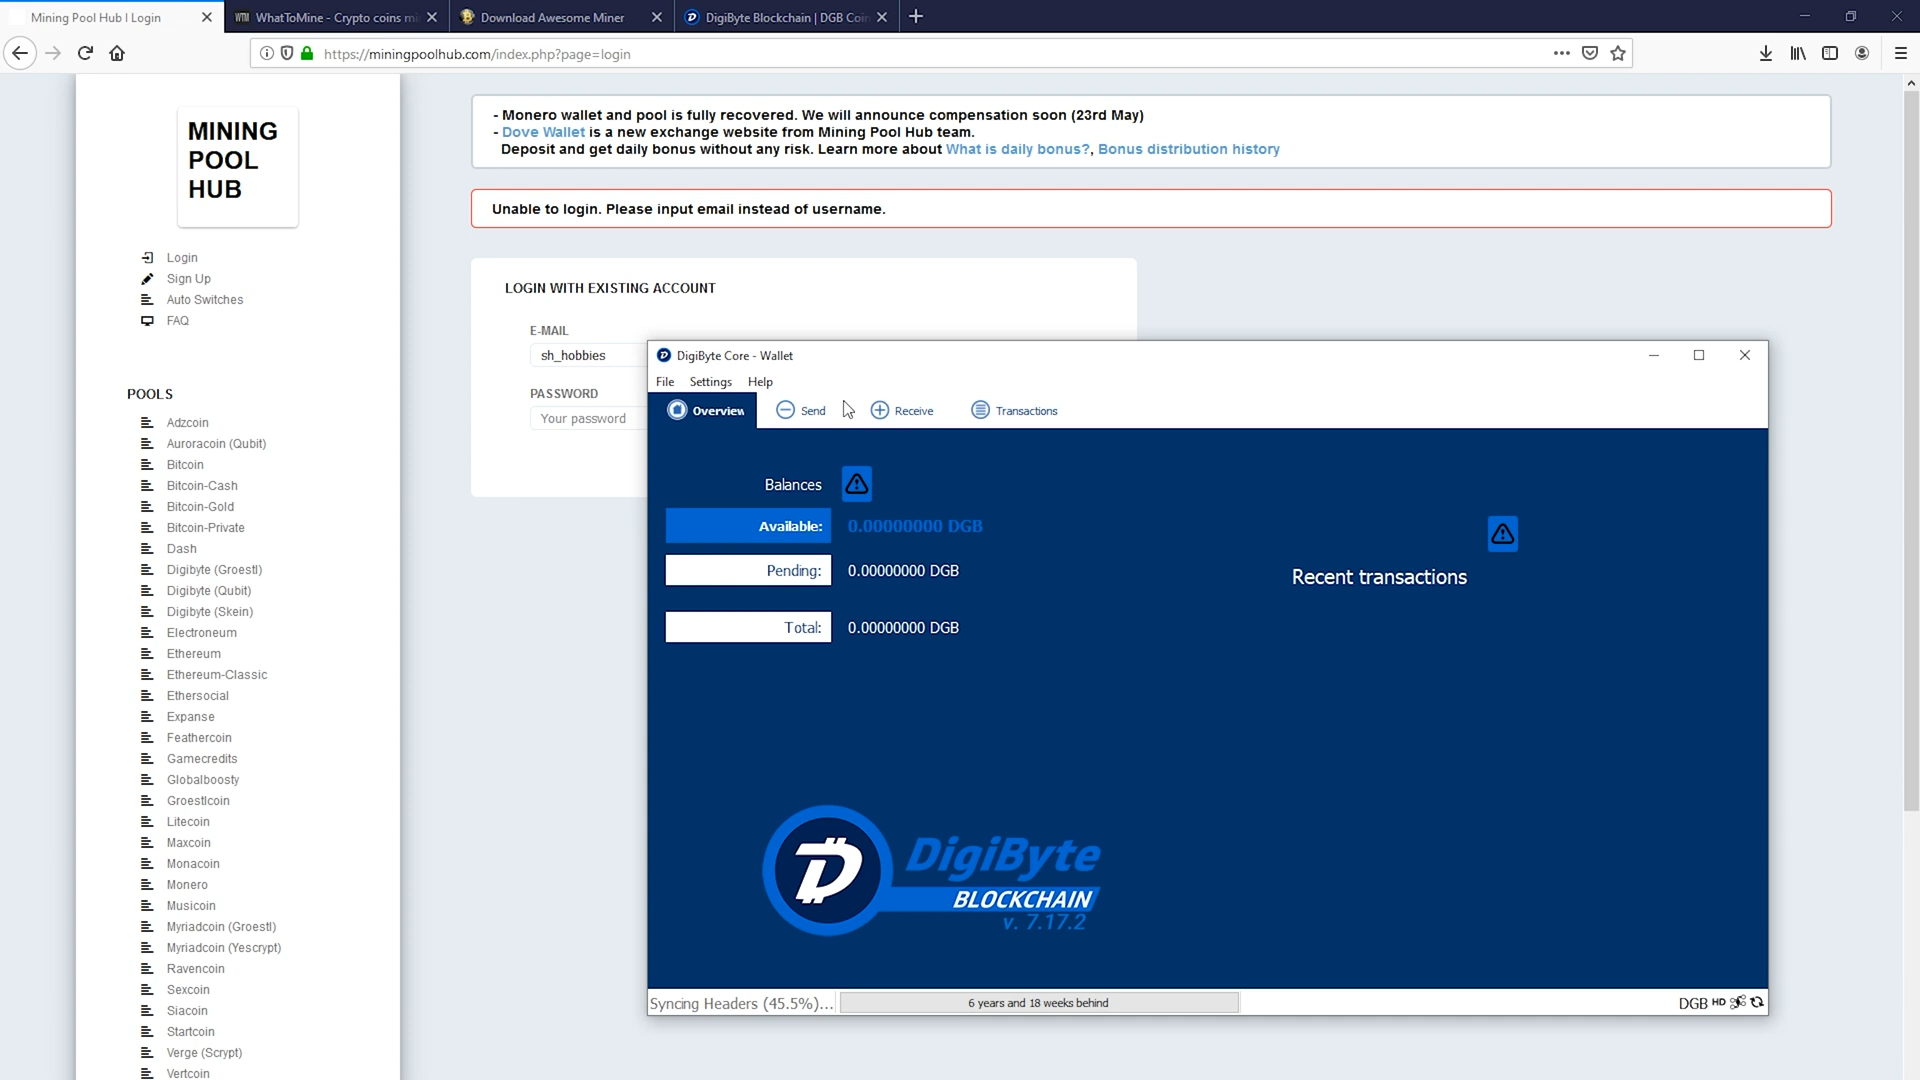 Mining Pool Hub I Login
WhatToMine - Crypto coins mi
Download Awesome Miner
DigiByte Blockchain | DGB Coin
https://miningpoolhub.com/index.php?page=login
MINING
POOL
HUB
Login
Sign Up
Auto Switches
FAQ
POOLS
Adzcoin
Auroracoin (Qubit)
Bitcoin
Bitcoin-Cash
Bitcoin-Gold
Bitcoin-Private
Dash
Digibyte (Groestl)
Digibyte (Qubit)
Digibyte (Skein)
Electroneum
Ethereum
Ethereum-Classic
Ethersocial
Expanse
Feathercoin
Gamecredits
Globalboosty
Groestlcoin
Litecoin
Maxcoin
Monacoin
Monero
Musicoin
Myriadcoin (Groestl)
Myriadcoin (Yescrypt)
Ravencoin
Sexcoin
Siacoin
Startcoin
Verge (Scrypt)
Vertcoin
- Monero wallet and pool is fully recovered. We will announce compensation soon (23rd May)
- Dove Wallet is a new exchange website from Mining Pool Hub team.
Deposit and get daily bonus without any risk. Learn more about What is daily bonus?, Bonus distribution history
Unable to login. Please input email instead of username.
LOGIN WITH EXISTING ACCOUNT
E-MAIL
sh_hobbies
PASSWORD
Your password
DigiByte Core - Wallet
File Settings Help
Overview Send Receive Transactions
Balances
Available: 0.00000000 DGB
Pending: 0.00000000 DGB
Total: 0.00000000 DGB
Recent transactions
DigiByte
BLOCKCHAIN
v. 7.17.2
Syncing Headers (45.5%)... 6 years and 18 weeks behind DGB HD